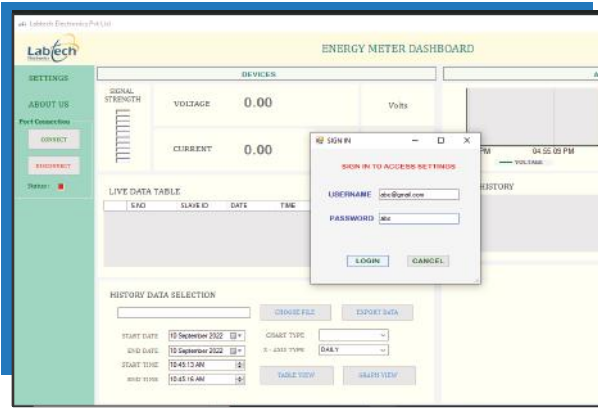 Labtech Electronics Pvt Ltd
Labtech
ENERGY METER DASHBOARD
SETTINGS
ABOUT US
Port Connection
CONNECT
DISCONNECT
Status :
DEVICES
SIGNAL
STRENGTH
VOLTAGE 0.00 Volts
CURRENT 0.00
A
PM 04:55:09 PM
VOLTAGE
HISTORY
LIVE DATA TABLE
S.NO SLAVE ID DATE TIME
SIGN IN
SIGN IN TO ACCESS SETTINGS
USERNAME abc@gmail.com
PASSWORD abc
LOGIN CANCEL
HISTORY DATA SELECTION
CHOOSE FILE EXPORT DATA
START DATE 10 September 2022 CHART TYPE
END DATE 10 September 2022 X - AXIS TYPE DAILY
START TIME 10:45:13 AM
END TIME 10:45:16 AM
TABLE VIEW GRAPH VIEW